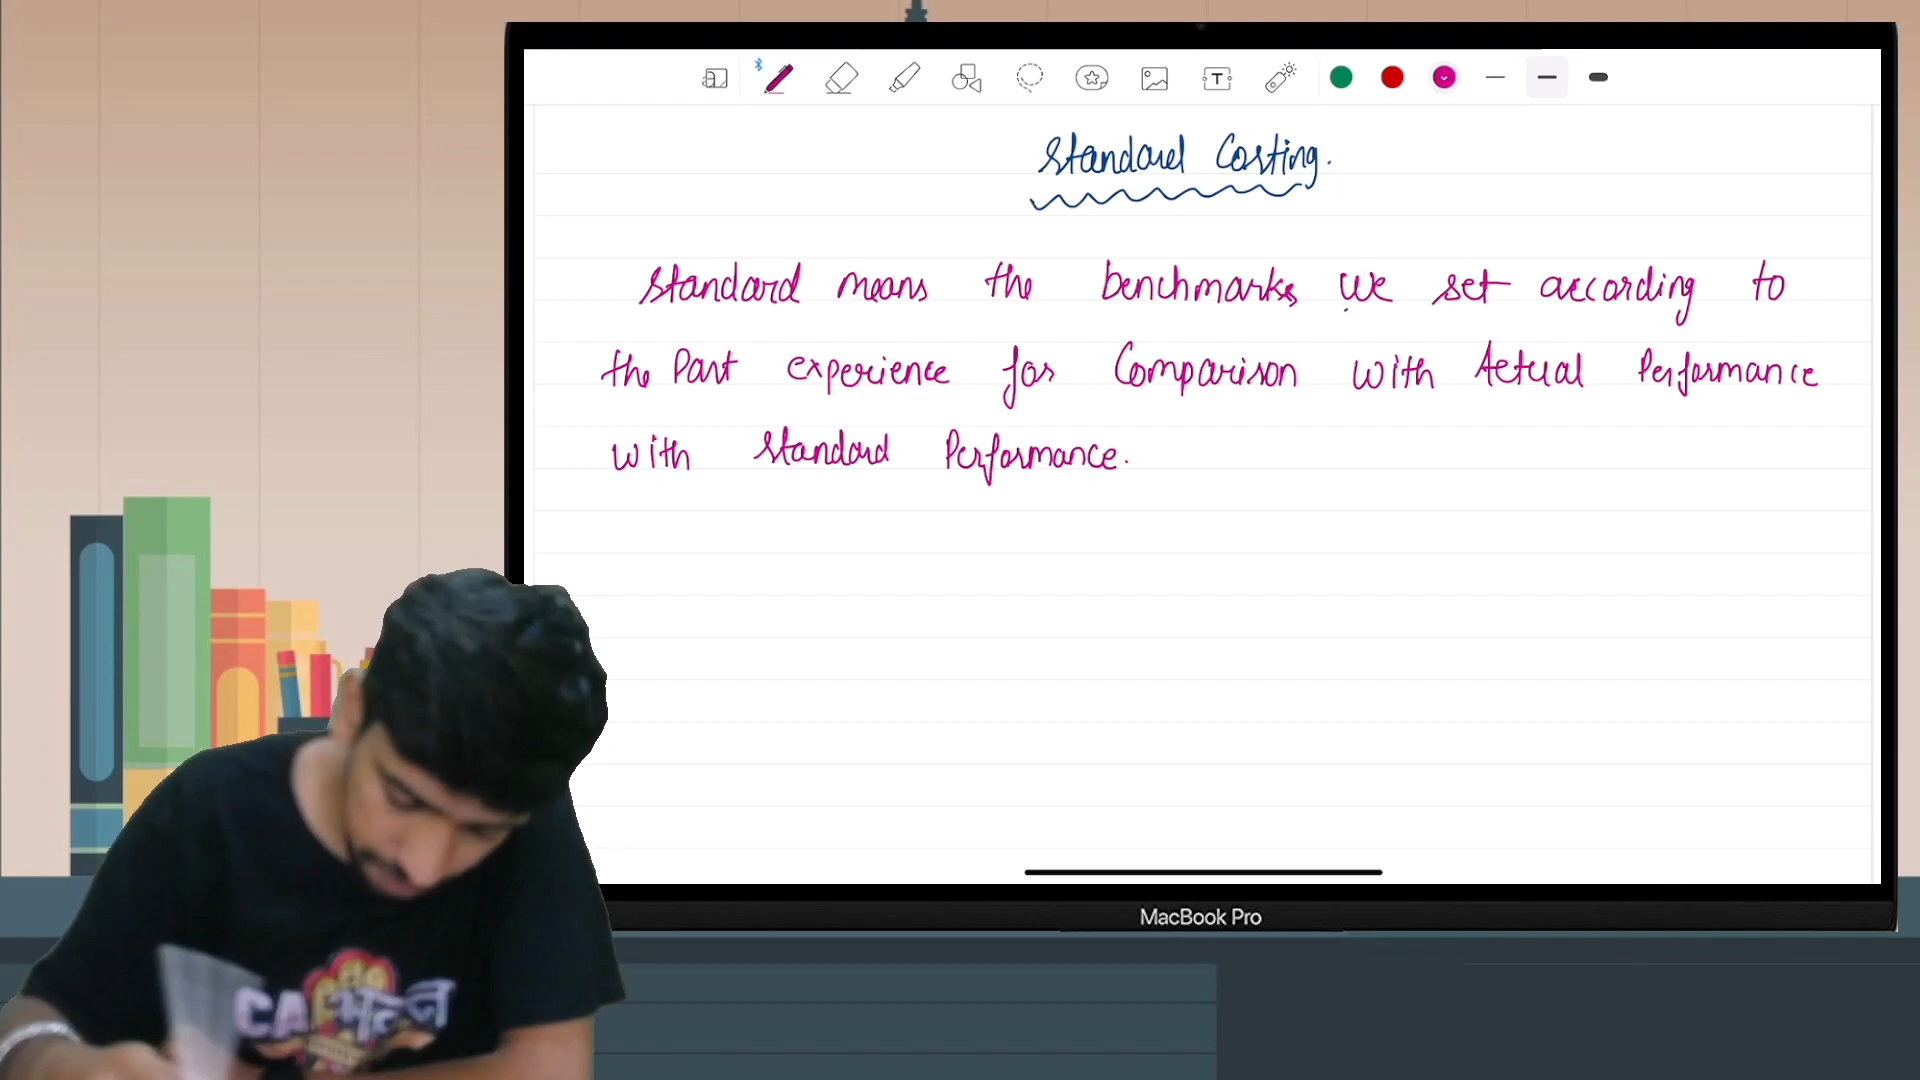 Standard Costing.
Standard means the benchmarks we set according to
the Past experience for Comparison with Actual Performance
with Standard Performance.
MacBook Pro
CA